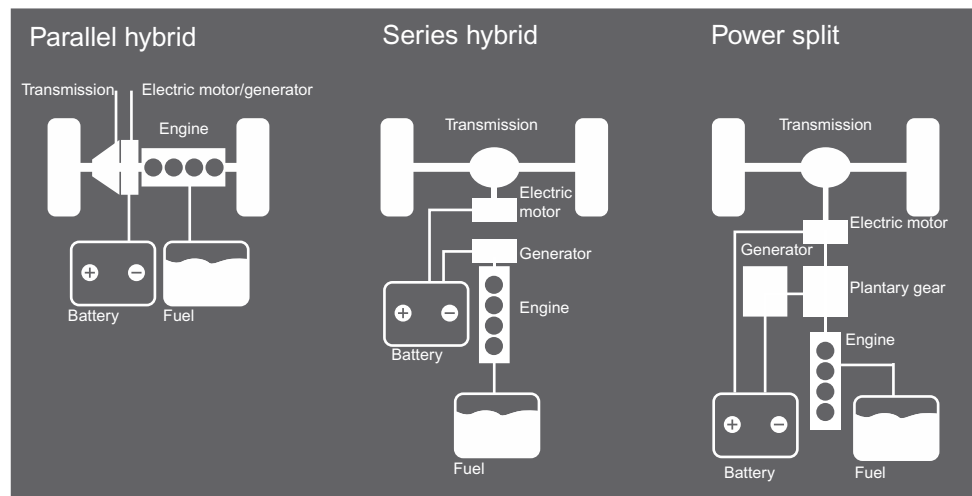 Parallel hybrid
Transmission
Electric motor/generator
Engine
+
−
Battery
Fuel
Series hybrid
Transmission
Electric
motor
Generator
Engine
+
−
Battery
Fuel
Power split
Transmission
Electric motor
Generator
Plantary gear
Engine
+
−
Battery
Fuel